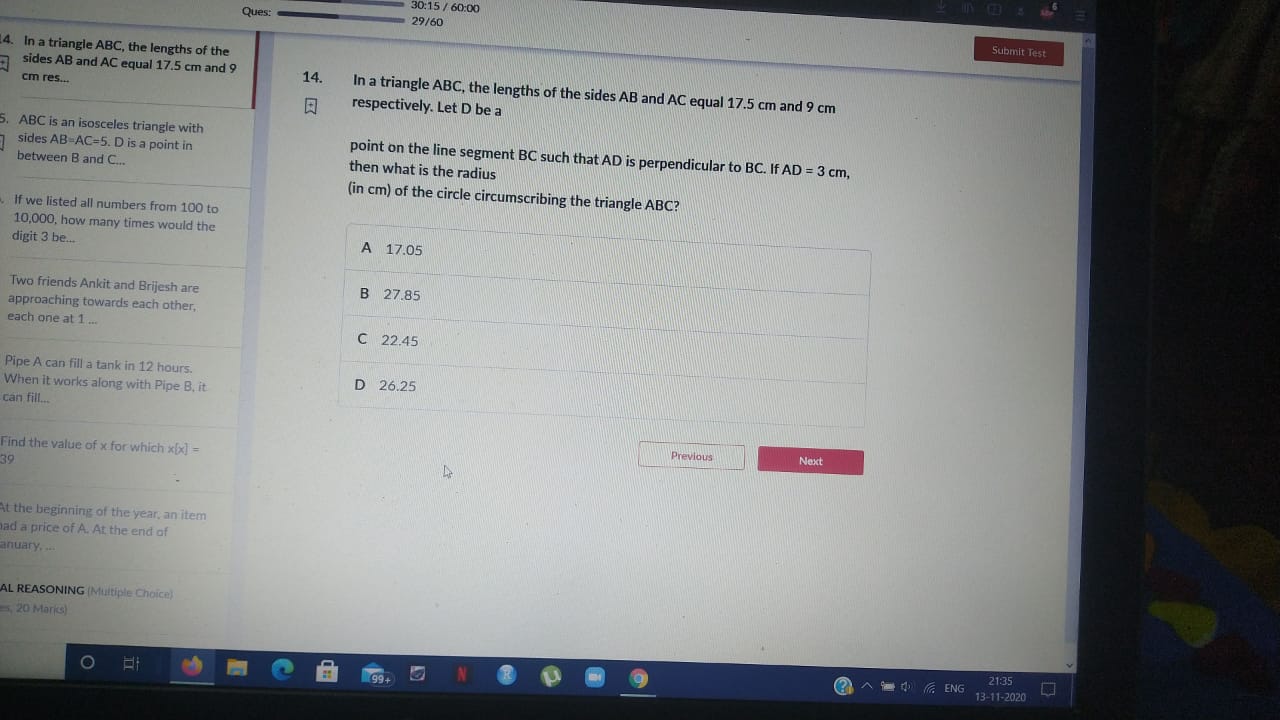 Ques:
30:15 / 60:00
29/60
6
Submit Test
4. In a triangle ABC, the lengths of the
sides AB and AC equal 17.5 cm and 9
cm res...
5. ABC is an isosceles triangle with
sides AB=AC=5. D is a point in
between B and C...
If we listed all numbers from 100 to
10,000, how many times would the
digit 3 be...
Two friends Ankit and Brijesh are
approaching towards each other,
each one at 1 ...
Pipe A can fill a tank in 12 hours.
When it works along with Pipe B, it
can fill...
Find the value of x for which x[x] =
39
At the beginning of the year, an item
had a price of A. At the end of
anuary, ...
AL REASONING (Multiple Choice)
es, 20 Marks)
14. In a triangle ABC, the lengths of the sides AB and AC equal 17.5 cm and 9 cm
respectively. Let D be a
point on the line segment BC such that AD is perpendicular to BC. If AD = 3 cm,
then what is the radius
(in cm) of the circle circumscribing the triangle ABC?
A 17.05
B 27.85
C 22.45
D 26.25
Previous
Next
99+
N
R
ENG
21:35
13-11-2020